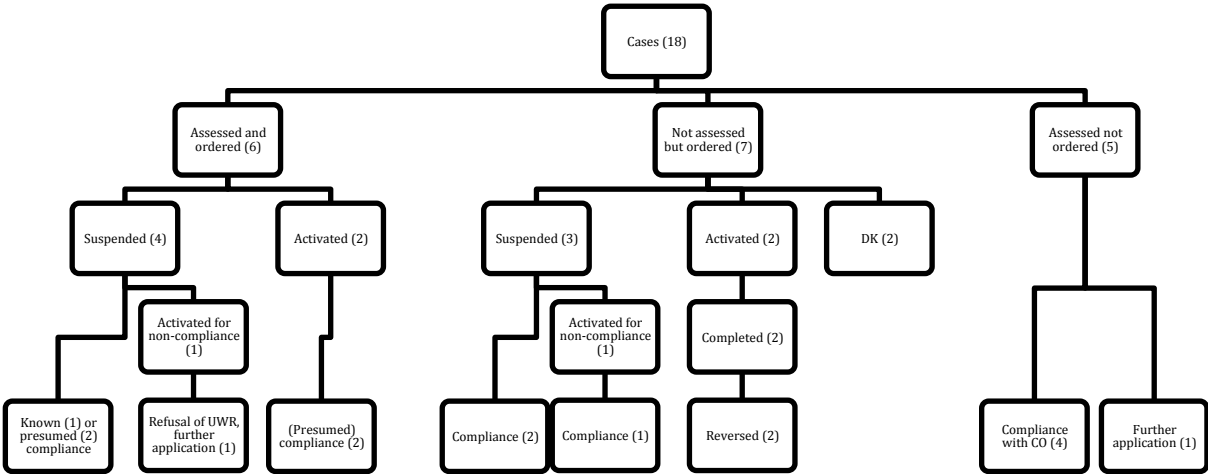 Cases (18)
Assessed and
ordered (6)
Not assessed
but ordered (7)
Assessed not
ordered (5)
Suspended (4)
Activated (2)
Suspended (3)
Activated (2)
DK (2)
Activated for
non-compliance
(1)
Activated for
non-compliance
(1)
Completed (2)
Known (1) or
presumed (2)
compliance
Refusal of UWR,
further
application (1)
(Presumed)
compliance (2)
Compliance (2)
Compliance (1)
Reversed (2)
Compliance
with CO (4)
Further
application (1)